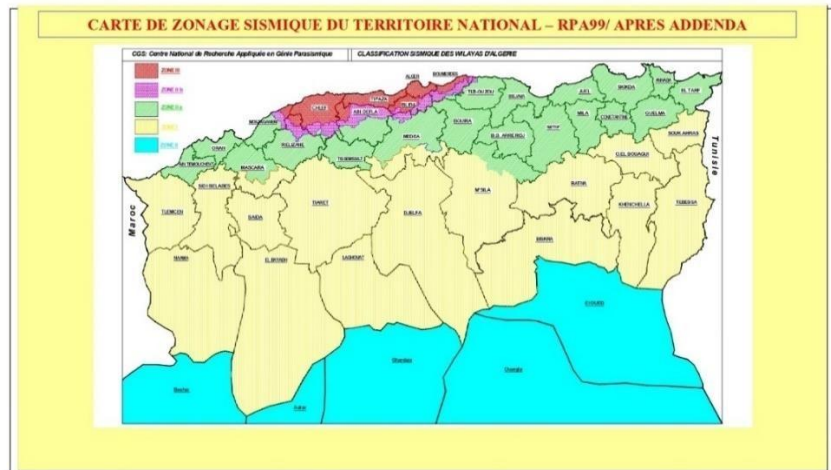 CARTE DE ZONAGE SISMIQUE DU TERRITOIRE NATIONAL – RPA99/ APRES ADDENDA
CGS: Centre National de Recherche Appliquée en Génie Parasismique
CLASSIFICATION SISMIQUE DES WILAYAS D'ALGERIE
ZONE III
ZONE II b
ZONE II a
ZONE I
ZONE 0
ALGER
BOUMERDES
TIPAZA
BLIDA
CHLEF
AIN DEFLA
TIZI OUZOU
BEJAIA
JIJEL
SKIKDA
ANNABA
EL TARF
MOSTAGANEM
MEDEA
BOUIRA
B.B. ARRERIDJ
SETIF
MILA
CONSTANTINE
GUELMA
SOUK AHRAS
ORAN
RELIZANE
AIN TEMOUCHENT
MASCARA
TISSEMSILT
O.EL BOUAGUI
Tunisie
Maroc
TLEMCEN
SIDI BELABES
SAIDA
TIARET
DJELFA
M'SILA
BATNA
KHENCHELLA
TEBESSA
BISKRA
NAAMA
EL BAYADH
LAGHOUAT
El OUED
Bechar
Adrar
Ghardaia
Ouargla